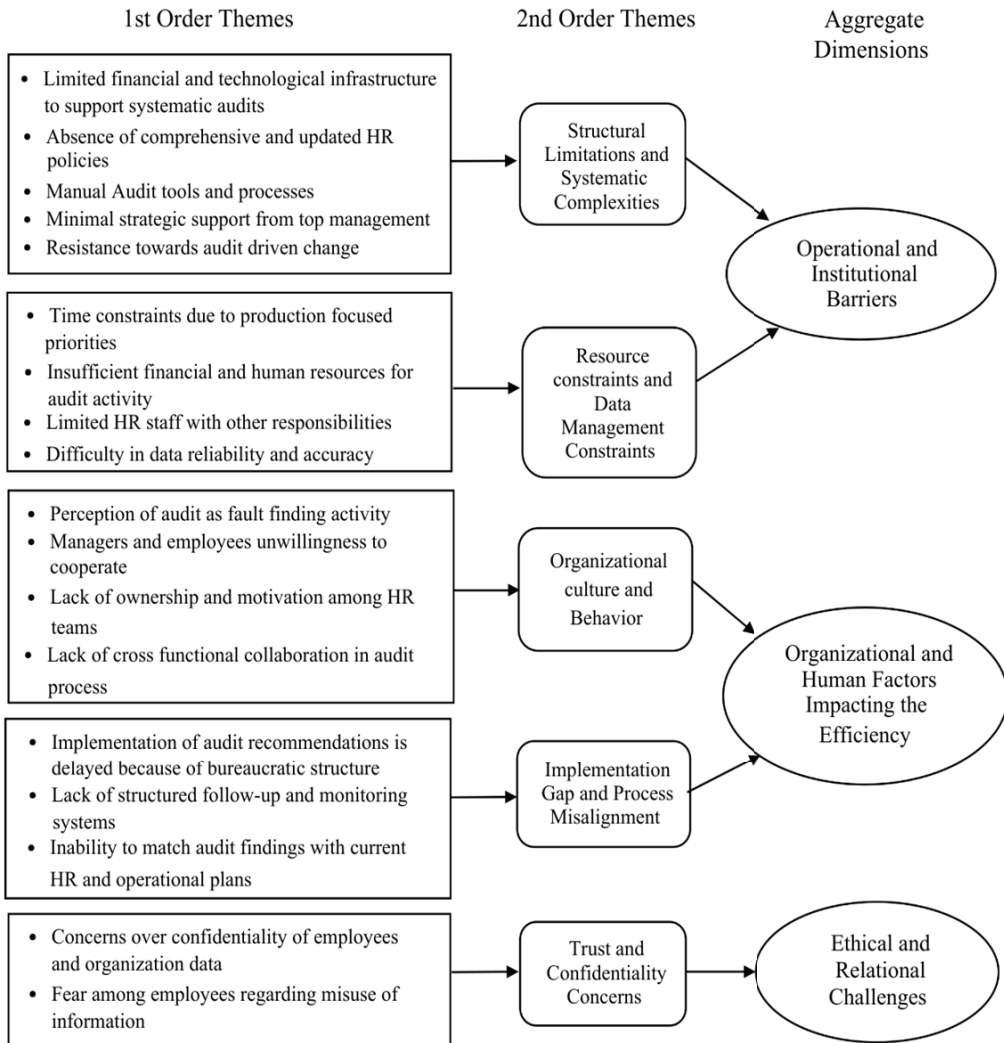 1st Order Themes
2nd Order Themes
Aggregate
Dimensions
• Limited financial and technological infrastructure
to support systematic audits
• Absence of comprehensive and updated HR
policies
• Manual Audit tools and processes
• Minimal strategic support from top management
• Resistance towards audit driven change
Structural
Limitations and
Systematic
Complexities
Operational and
Institutional
Barriers
• Time constraints due to production focused
priorities
• Insufficient financial and human resources for
audit activity
• Limited HR staff with other responsibilities
• Difficulty in data reliability and accuracy
Resource
constraints and
Data
Management
Constraints
• Perception of audit as fault finding activity
• Managers and employees unwillingness to
cooperate
• Lack of ownership and motivation among HR
teams
• Lack of cross functional collaboration in audit
process
Organizational
culture and
Behavior
Organizational and
Human Factors
Impacting the
Efficiency
• Implementation of audit recommendations is
delayed because of bureaucratic structure
• Lack of structured follow-up and monitoring
systems
• Inability to match audit findings with current
HR and operational plans
Implementation
Gap and Process
Misalignment
• Concerns over confidentiality of employees
and organization data
• Fear among employees regarding misuse of
information
Trust and
Confidentiality
Concerns
Ethical and
Relational
Challenges